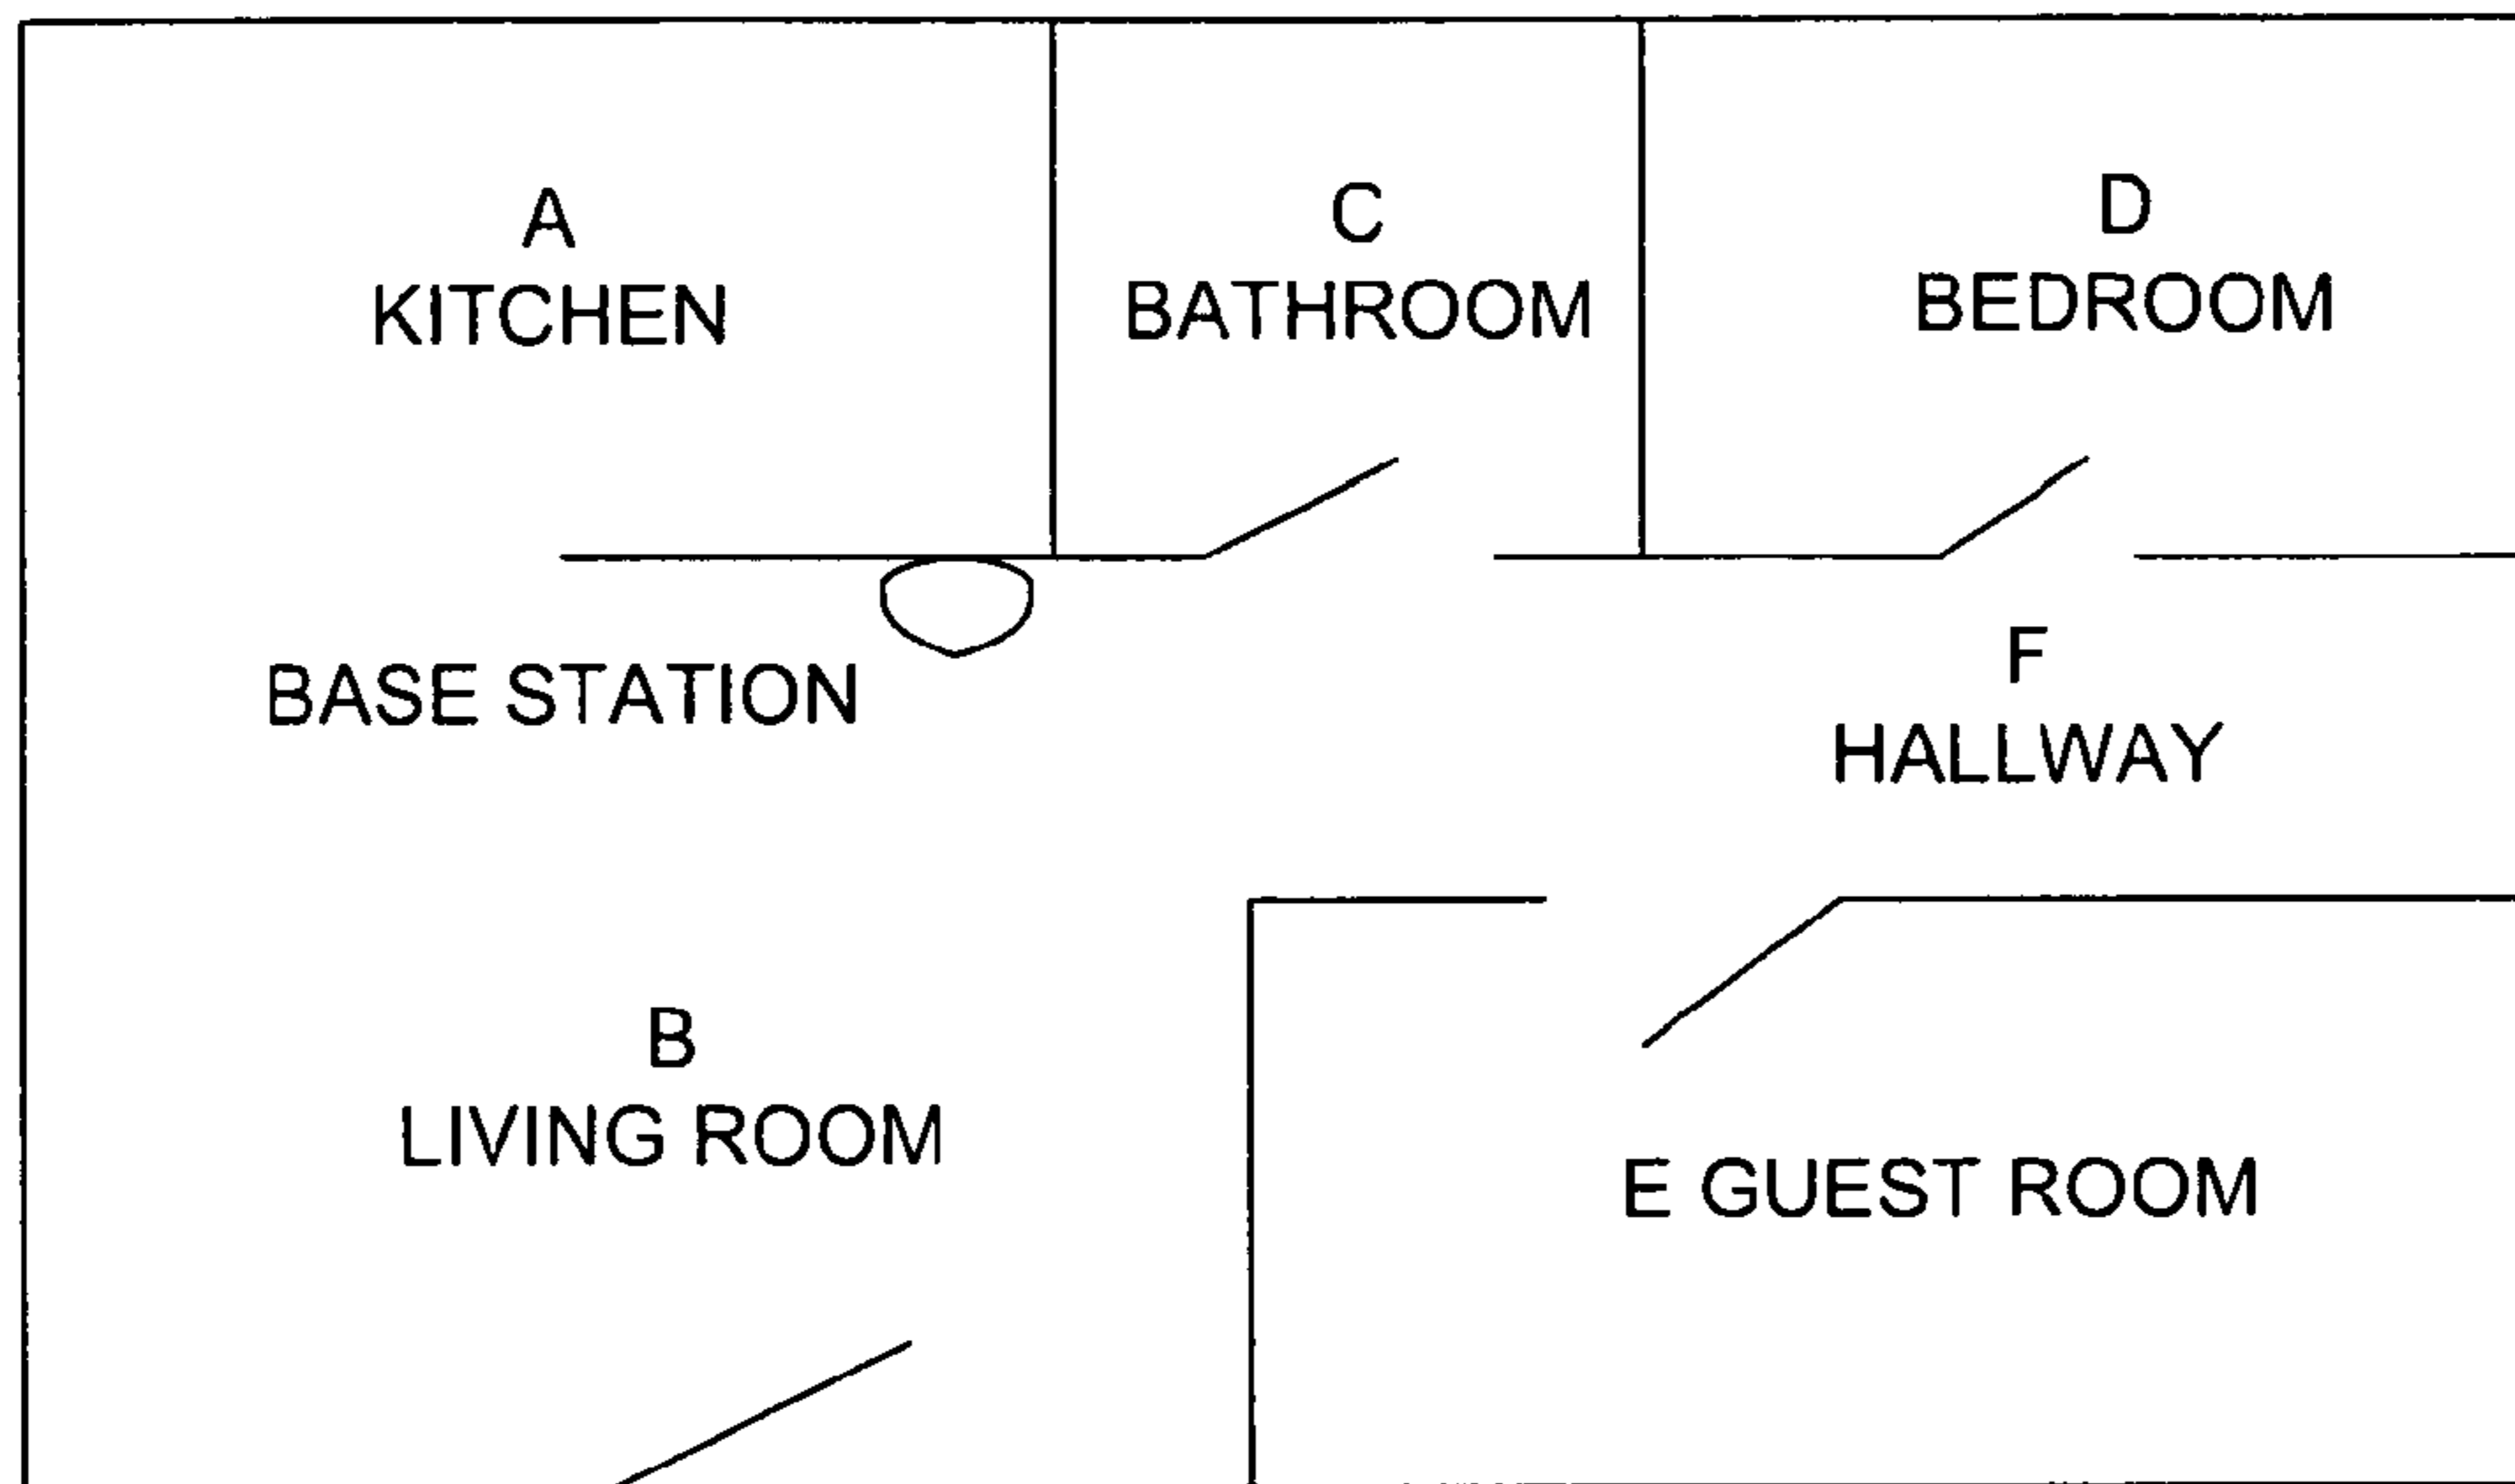 A
KITCHEN
C
BATHROOM
D
BEDROOM
BASE STATION
F
HALLWAY
B
LIVING ROOM
E GUEST ROOM